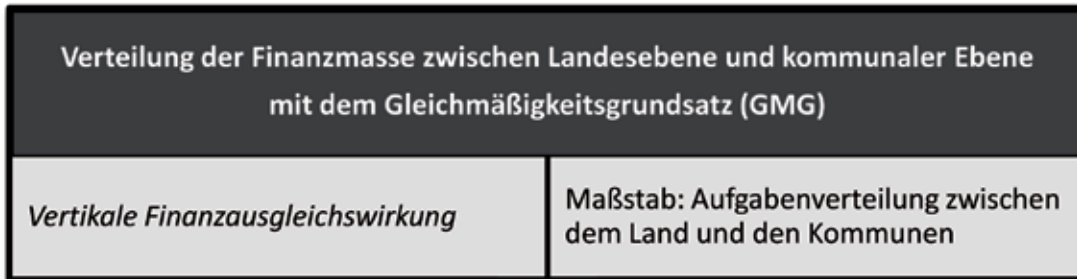 Verteilung der Finanzmasse zwischen Landesebene und kommunaler Ebene
mit dem Gleichmäßigkeitsgrundsatz (GMG)
Vertikale Finanzausgleichswirkung
Maßstab: Aufgabenverteilung zwischen
dem Land und den Kommunen